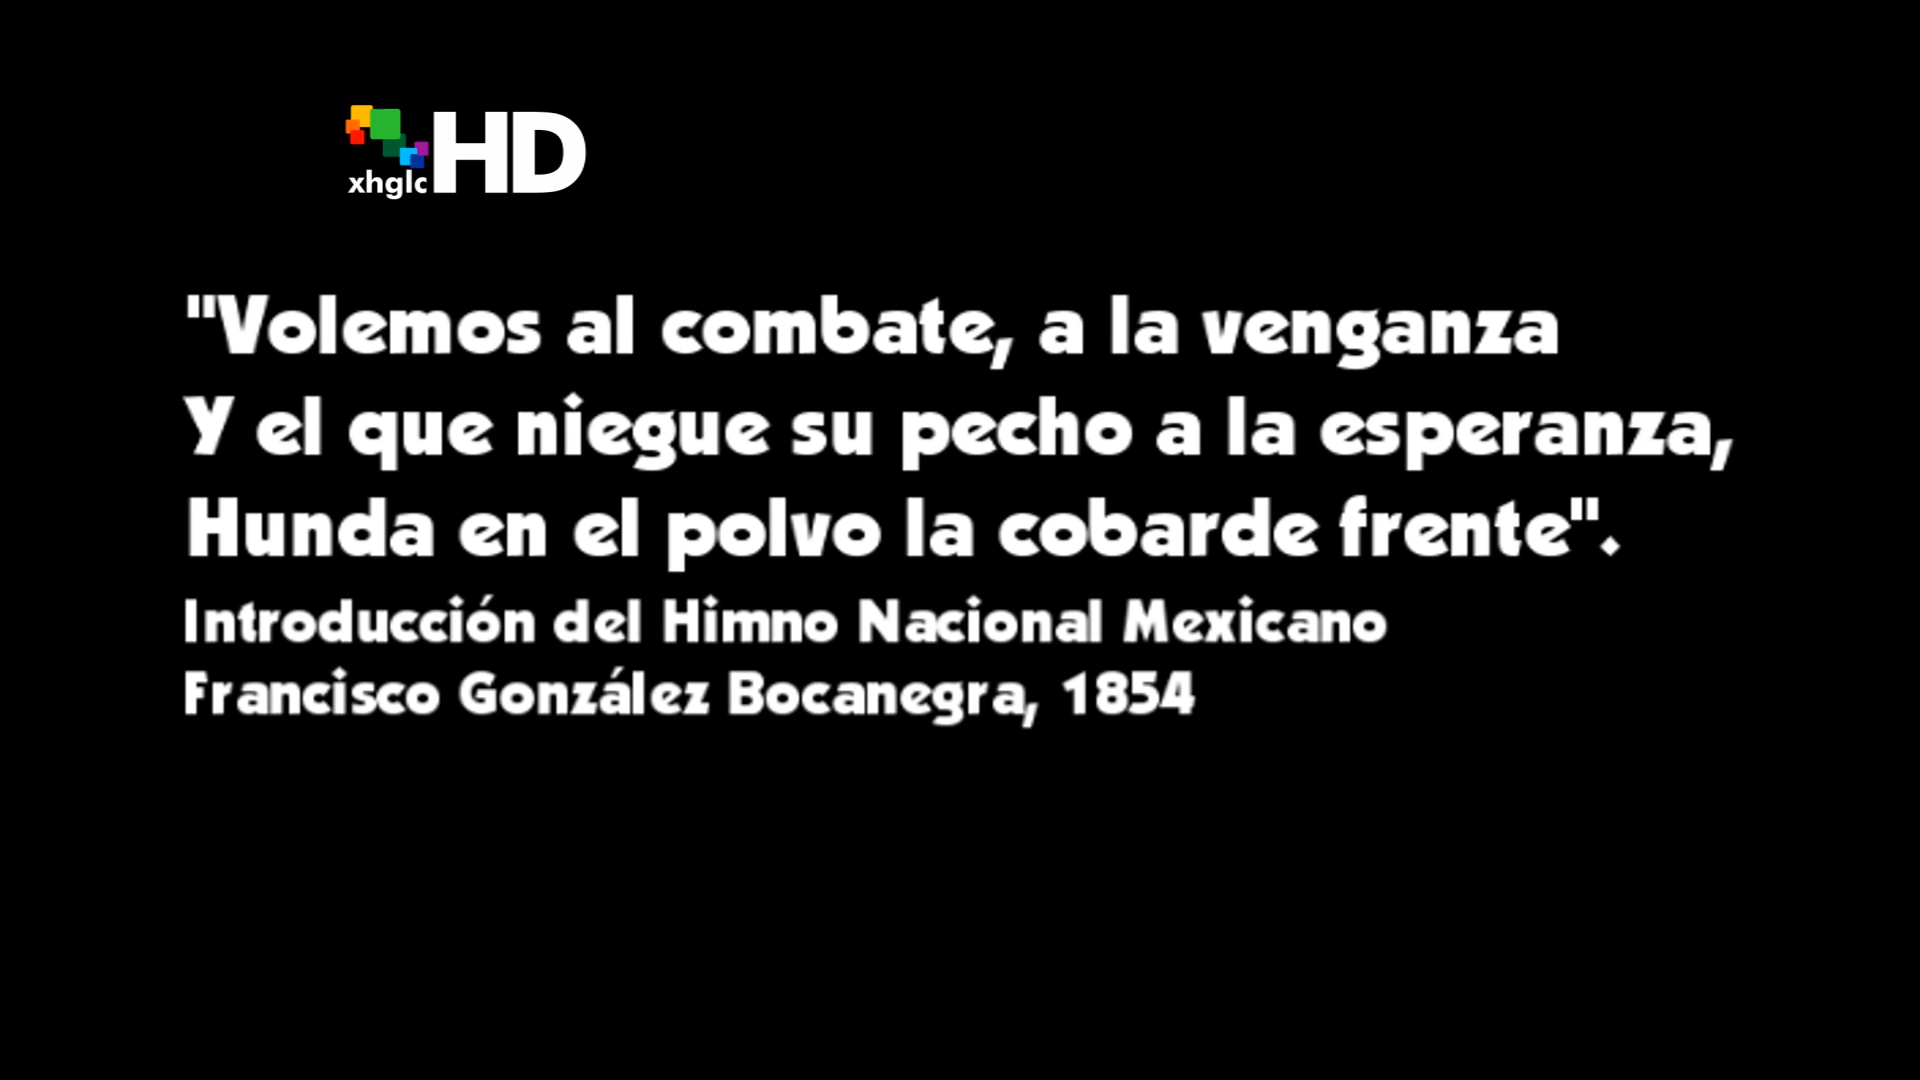 xhglc HD
"Volemos al combate, a la venganza
Y el que niegue su pecho a la esperanza,
Hunda en el polvo la cobarde frente".
Introducción del Himno Nacional Mexicano
Francisco González Bocanegra, 1854